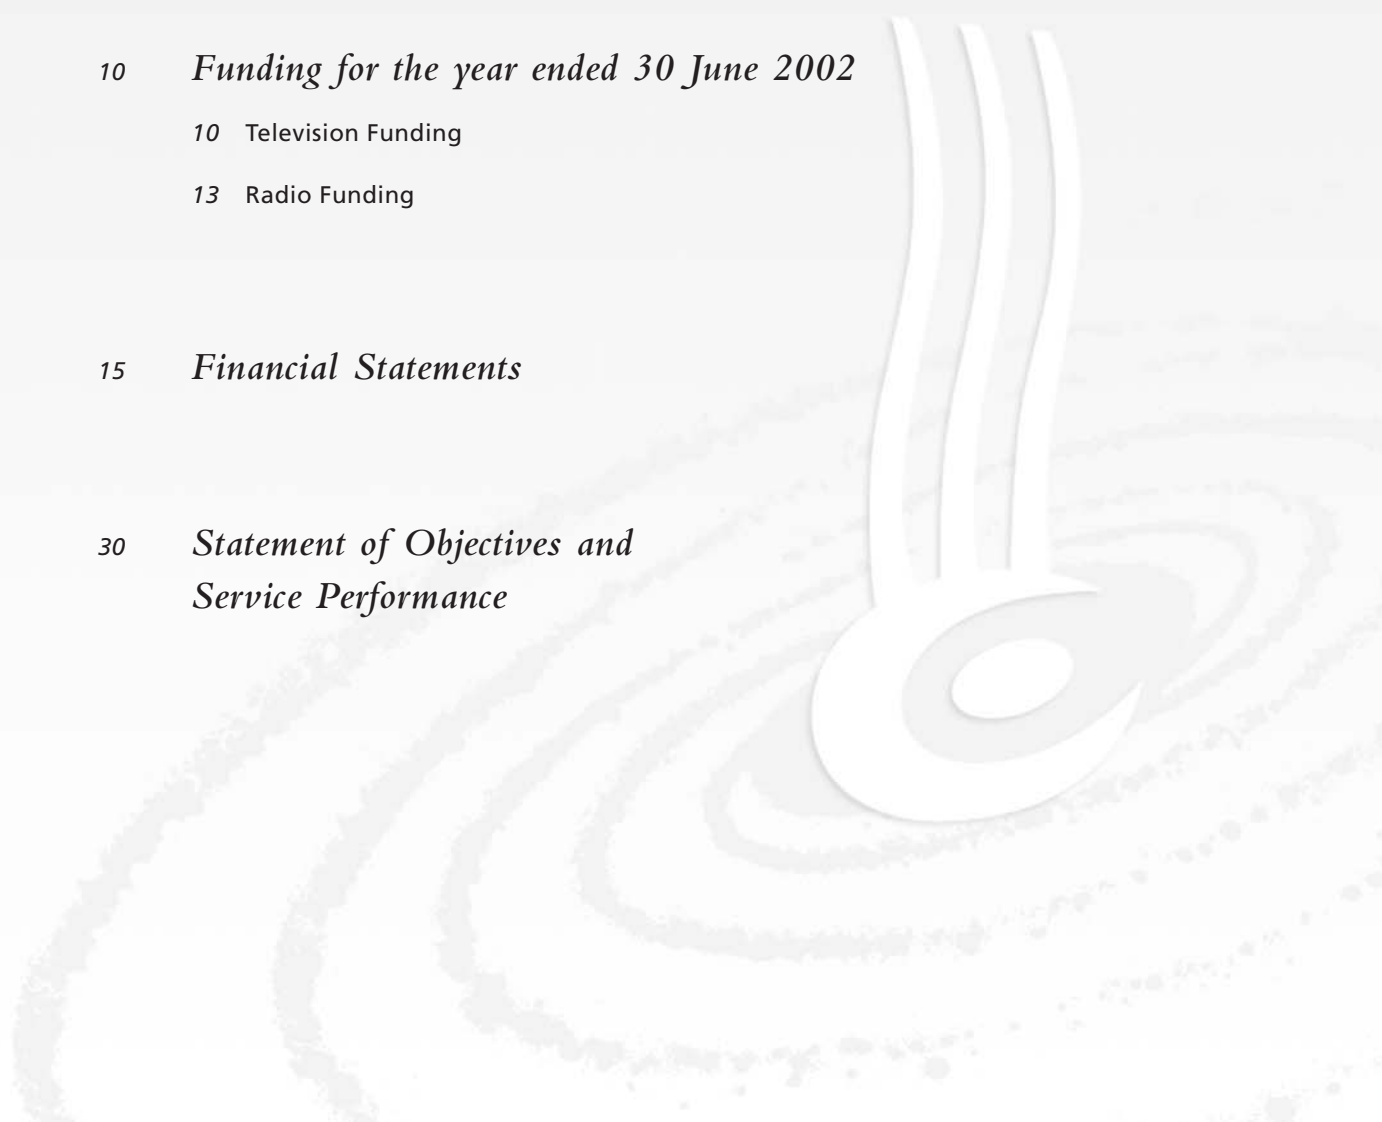 10 Funding for the year ended 30 June 2002
10 Television Funding
13 Radio Funding
15 Financial Statements
30 Statement of Objectives and
Service Performance